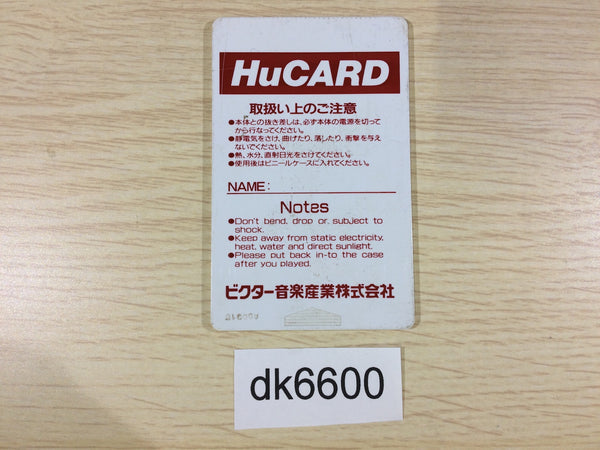 HuCARD
取扱い上のご注意
●本体との抜き差しは、必ず本体の電源を切って
から行なってください。
●静電気をさけ、曲げたり、落したり、衝撃を与え
ないでください。
●熱、水分、直射日光をさけてください。
●使用後はビニールケースに入れてください。
NAME:
Notes
●Don't bend, drop or, subject to
shock.
●Keep away from static electricity,
heat, water and direct sunlight.
●Please put back in-to the case
after you played.
ビクター音楽産業株式会社
dk6600